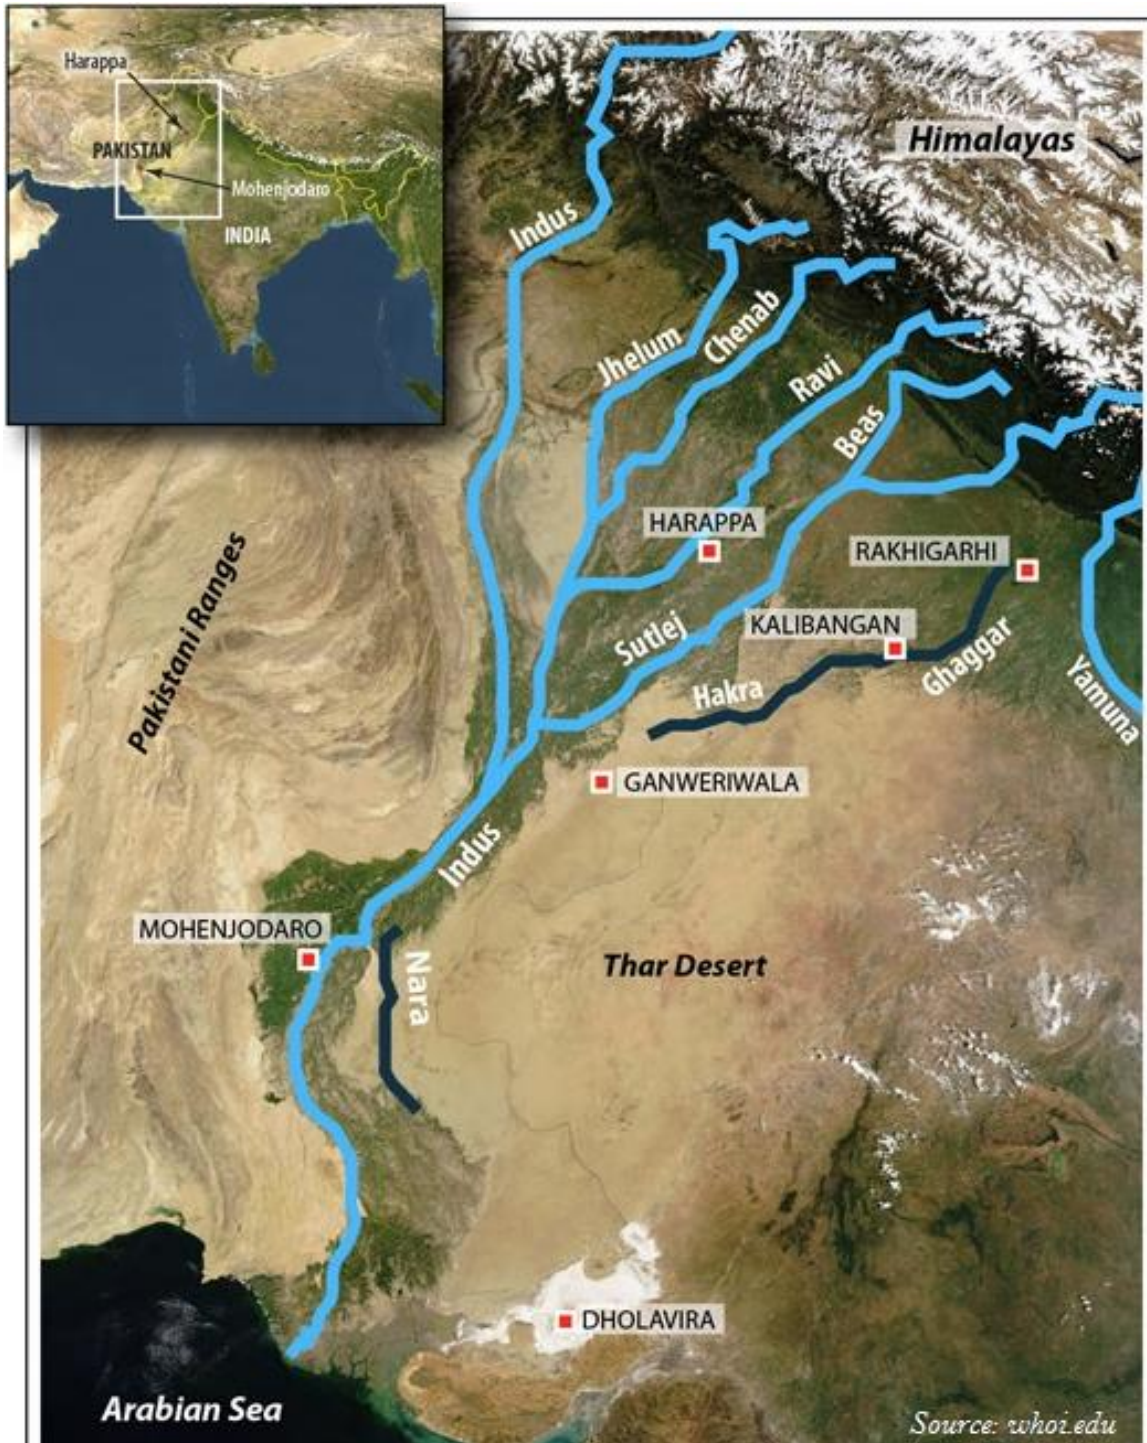 Harappa
PAKISTAN
Mohenjodaro
INDIA
Himalayas
Indus
Jhelum
Chenab
Ravi
Beas
HARAPPA
RAKHIGARHI
KALIBANGAN
Sutlej
Hakra
Ghaggar
Yamuna
Pakistani Ranges
GANWERIWALA
Indus
MOHENJODARO
Nara
Thar Desert
DHOLAVIRA
Arabian Sea
Source: whoi.edu